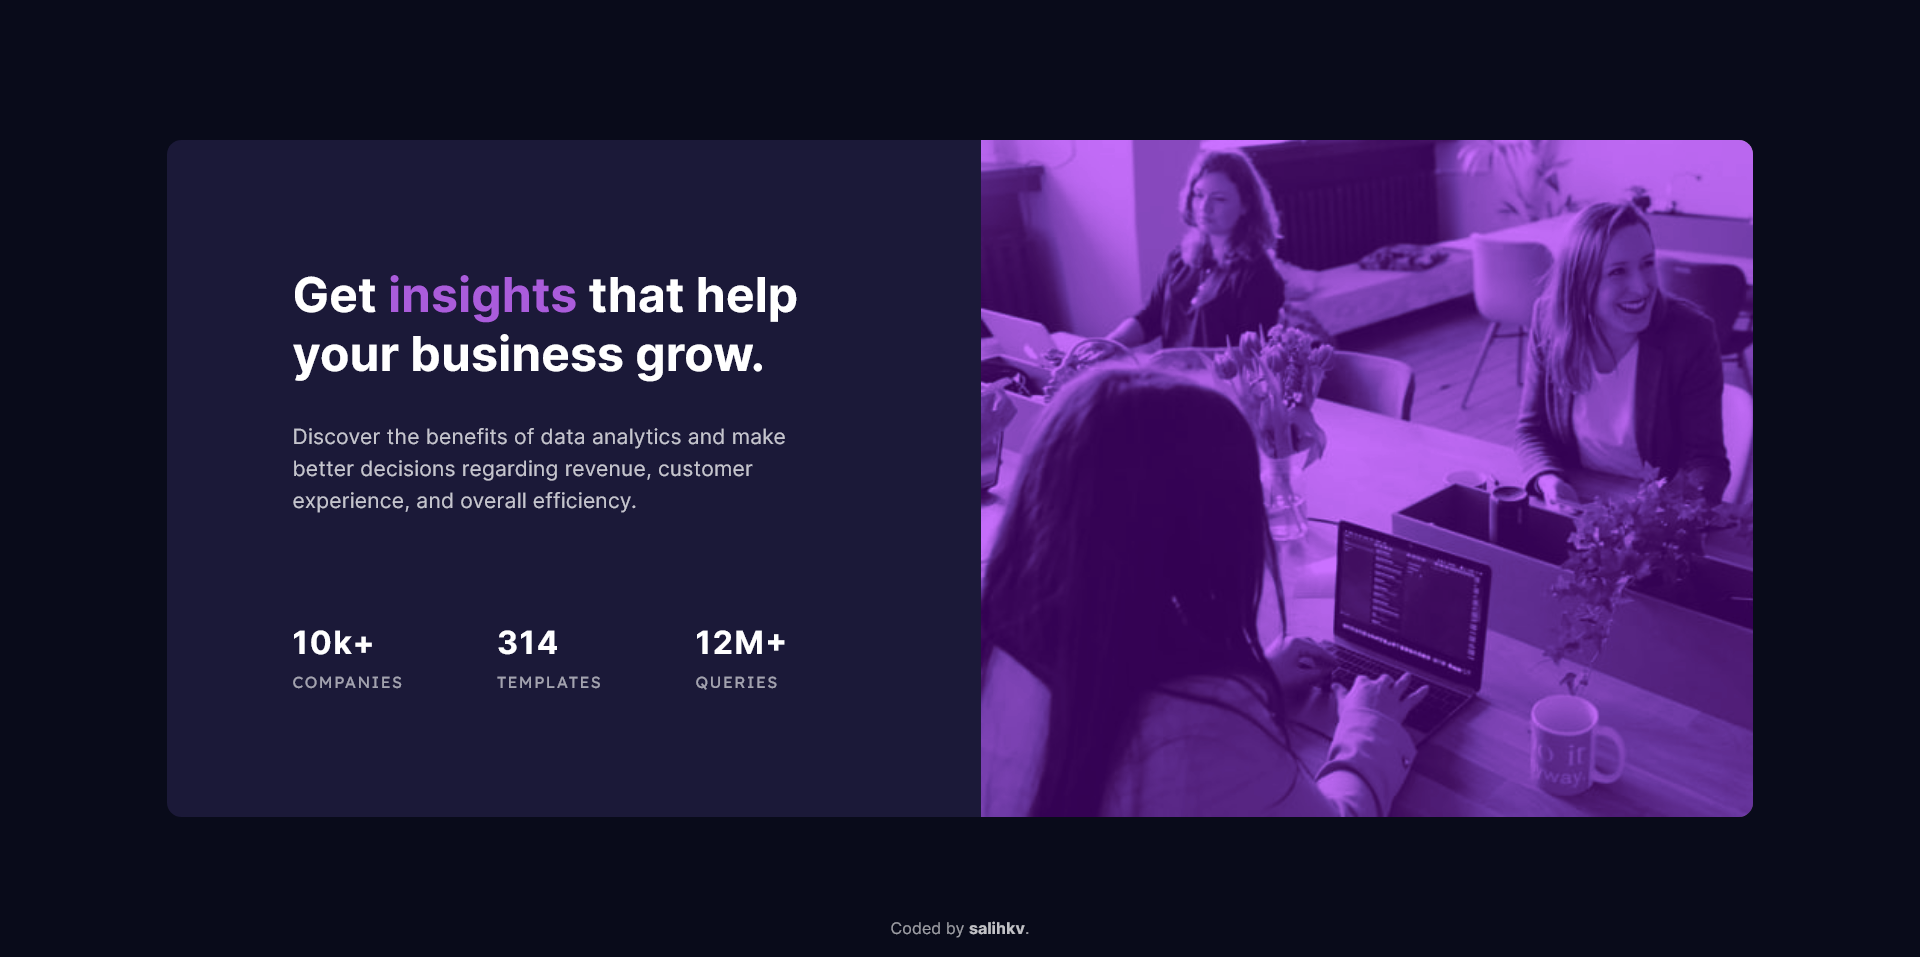 Get insights that help
your business grow.
Discover the benefits of data analytics and make
better decisions regarding revenue, customer
experience, and overall efficiency.
10k+ 314 12M+
COMPANIES TEMPLATES QUERIES
way.
Coded by salihkv.